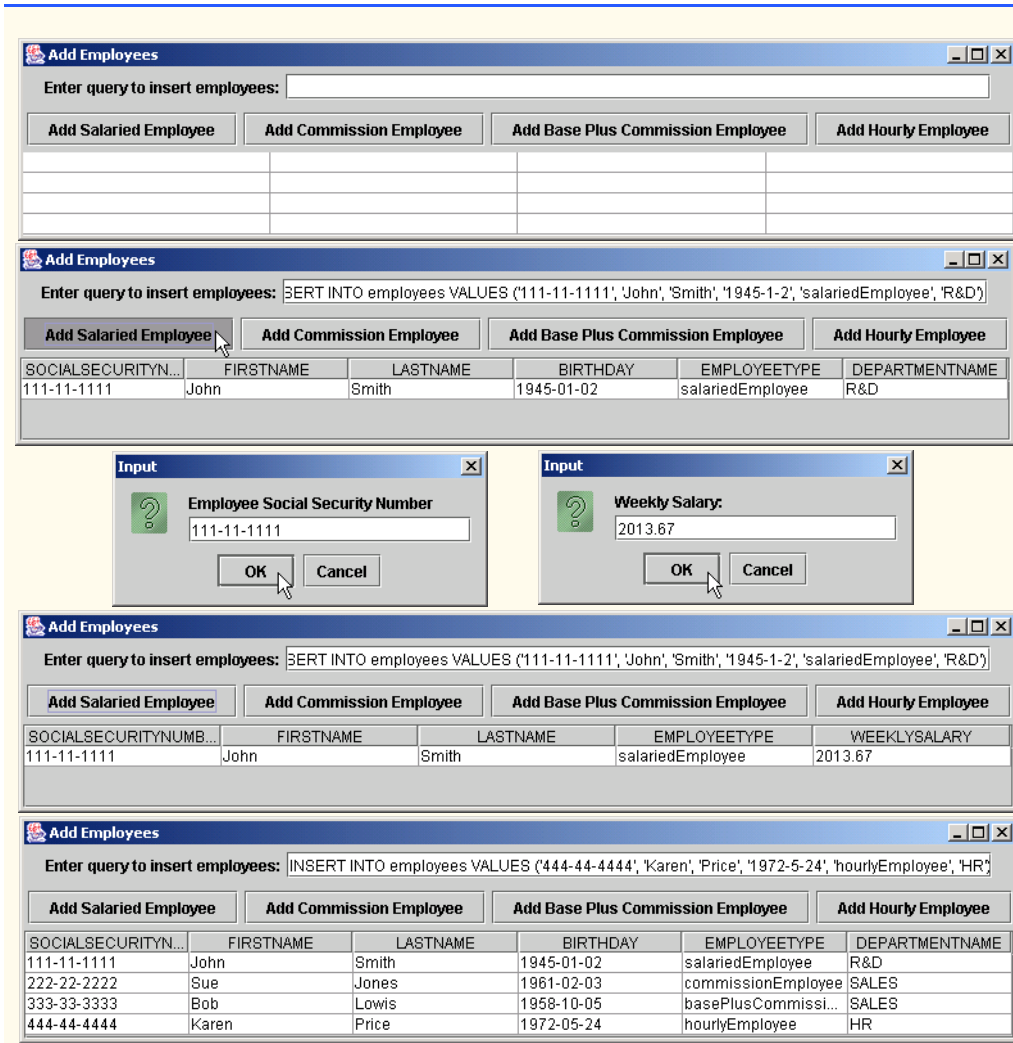 Add Employees
Enter query to insert employees:
Add Salaried Employee Add Commission Employee Add Base Plus Commission Employee Add Hourly Employee
Add Employees
Enter query to insert employees: SERT INTO employees VALUES ('111-11-1111', 'John', 'Smith', '1945-1-2', 'salariedEmployee', 'R&D')
Add Salaried Employee Add Commission Employee Add Base Plus Commission Employee Add Hourly Employee
SOCIALSECURITYN... FIRSTNAME LASTNAME BIRTHDAY EMPLOYEETYPE DEPARTMENTNAME
111-11-1111 John Smith 1945-01-02 salariedEmployee R&D
Input
Employee Social Security Number
111-11-1111
OK Cancel
Input
Weekly Salary:
2013.67
OK Cancel
Add Employees
Enter query to insert employees: SERT INTO employees VALUES ('111-11-1111', 'John', 'Smith', '1945-1-2', 'salariedEmployee', 'R&D')
Add Salaried Employee Add Commission Employee Add Base Plus Commission Employee Add Hourly Employee
SOCIALSECURITYNUMB... FIRSTNAME LASTNAME EMPLOYEETYPE WEEKLYSALARY
111-11-1111 John Smith salariedEmployee 2013.67
Add Employees
Enter query to insert employees: INSERT INTO employees VALUES ('444-44-4444', 'Karen', 'Price', '1972-5-24', 'hourlyEmployee', 'HR')
Add Salaried Employee Add Commission Employee Add Base Plus Commission Employee Add Hourly Employee
SOCIALSECURITYN... FIRSTNAME LASTNAME BIRTHDAY EMPLOYEETYPE DEPARTMENTNAME
111-11-1111 John Smith 1945-01-02 salariedEmployee R&D
222-22-2222 Sue Jones 1961-02-03 commissionEmployee SALES
333-33-3333 Bob Lowis 1958-10-05 basePlusCommissi... SALES
444-44-4444 Karen Price 1972-05-24 hourlyEmployee HR